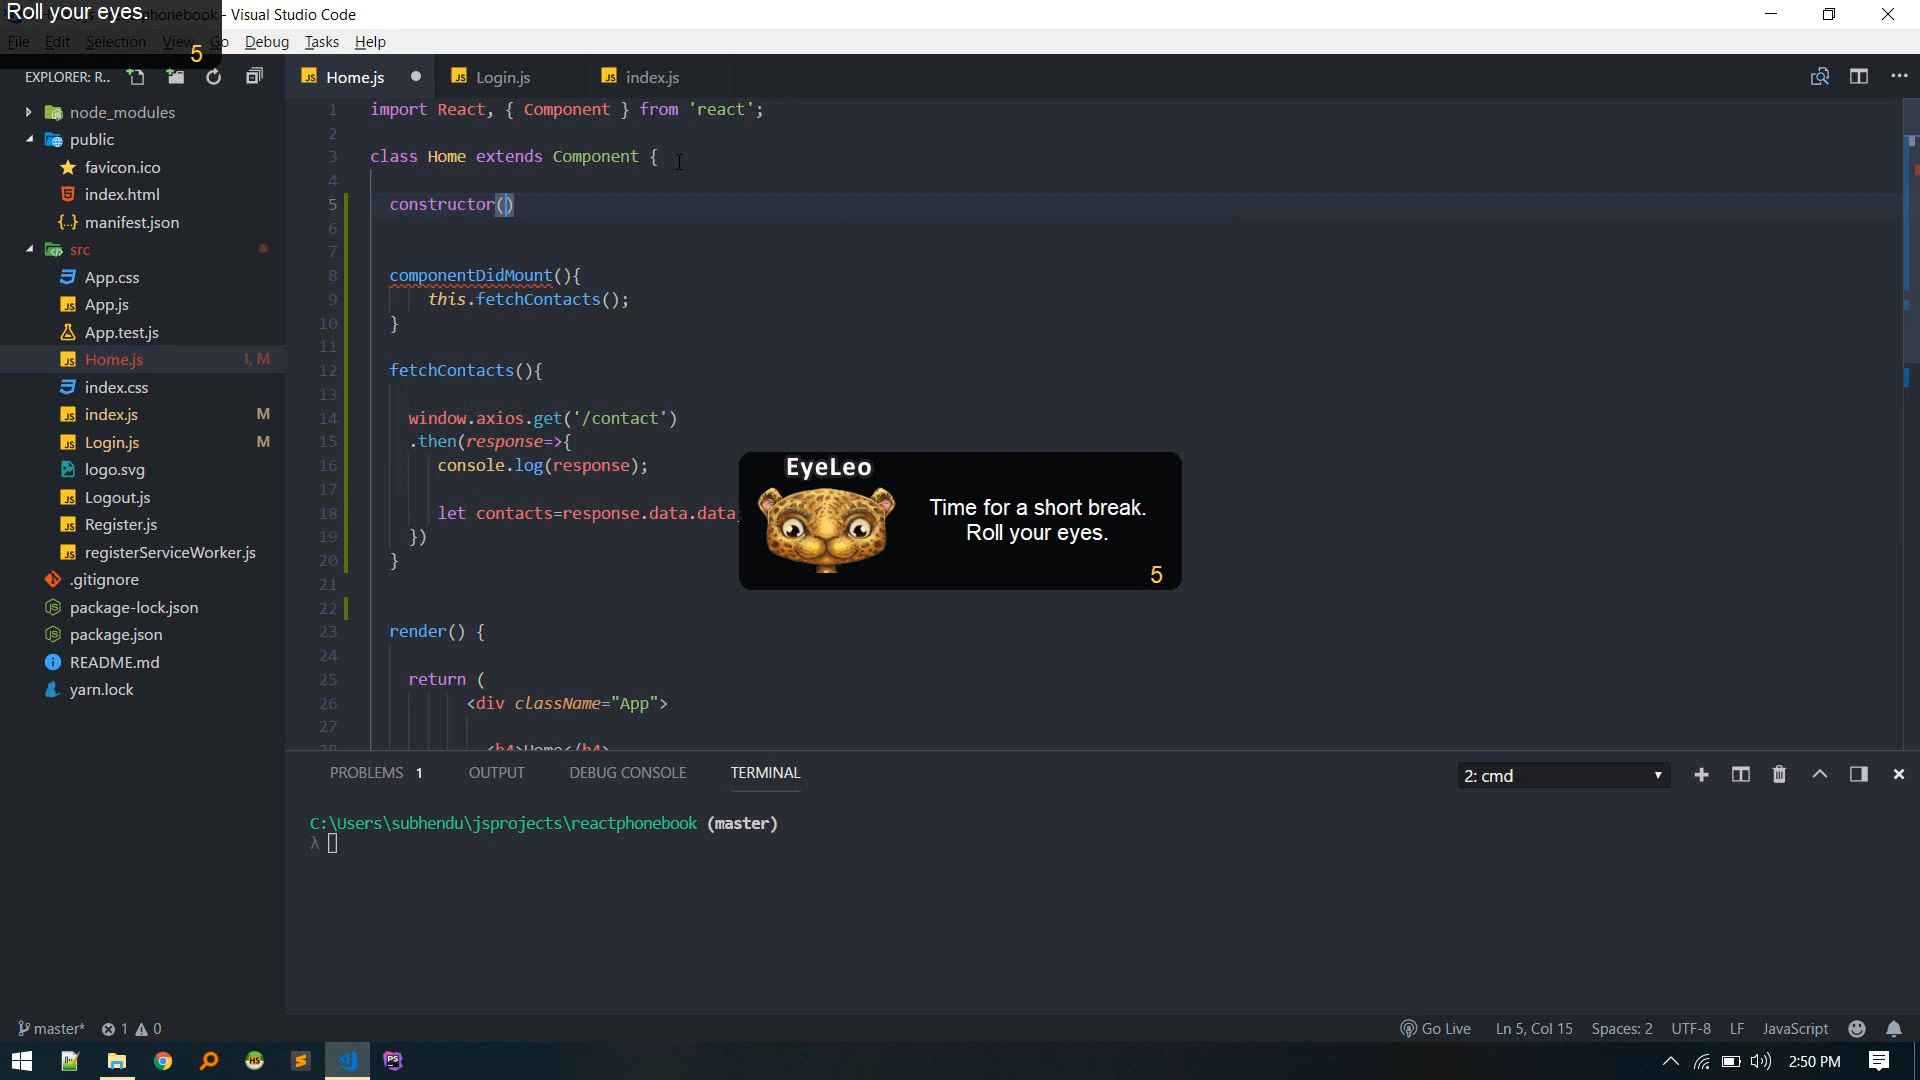 Roll your eyes.
5
phonebook - Visual Studio Code
File Edit Selection View Go Debug Tasks Help
EXPLORER: R..
node_modules
public
favicon.ico
index.html
manifest.json
src
App.css
App.js
App.test.js
Home.js 1, M
index.css
index.js M
Login.js M
logo.svg
Logout.js
Register.js
registerServiceWorker.js
.gitignore
package-lock.json
package.json
README.md
yarn.lock
Home.js Login.js index.js
1 import React, { Component } from 'react';
2
3 class Home extends Component {
4
5 constructor()
6
7
8 componentDidMount(){
9 this.fetchContacts();
10 }
11
12 fetchContacts(){
13
14 window.axios.get('/contact')
15 .then(response=>{
16 console.log(response);
17
18 let contacts=response.data.data;
19 })
20 }
21
22
23 render() {
24
25 return (
26 <div className="App">
27
28 <h4>Home</h4>
EyeLeo
Time for a short break.
Roll your eyes.
5
PROBLEMS 1 OUTPUT DEBUG CONSOLE TERMINAL
2: cmd
C:\Users\subhendu\jsprojects\reactphonebook (master)
λ
master* 1 0
Go Live Ln 5, Col 15 Spaces: 2 UTF-8 LF JavaScript
2:50 PM